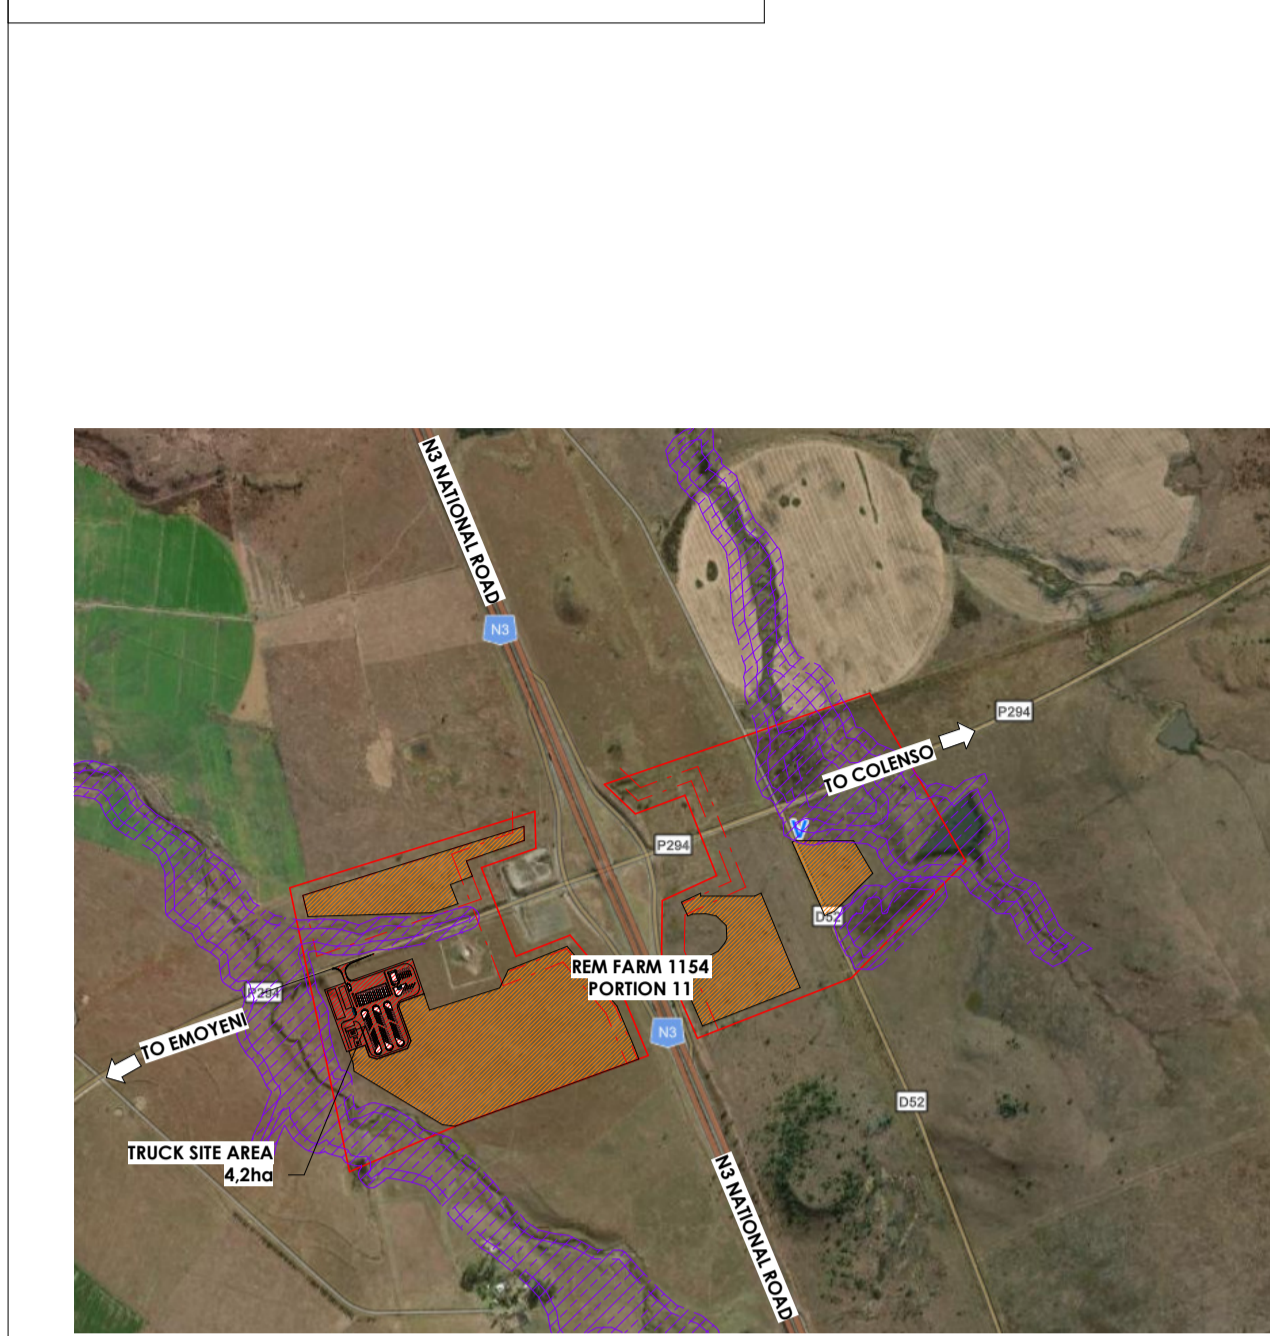 N3 NATIONAL ROAD
N3
P294
TO COLENSO
P294
D52
REM FARM 1154
PORTION 11
P294
N3
TO EMOYENI
D52
TRUCK SITE AREA
4,2ha
N3 NATIONAL ROAD